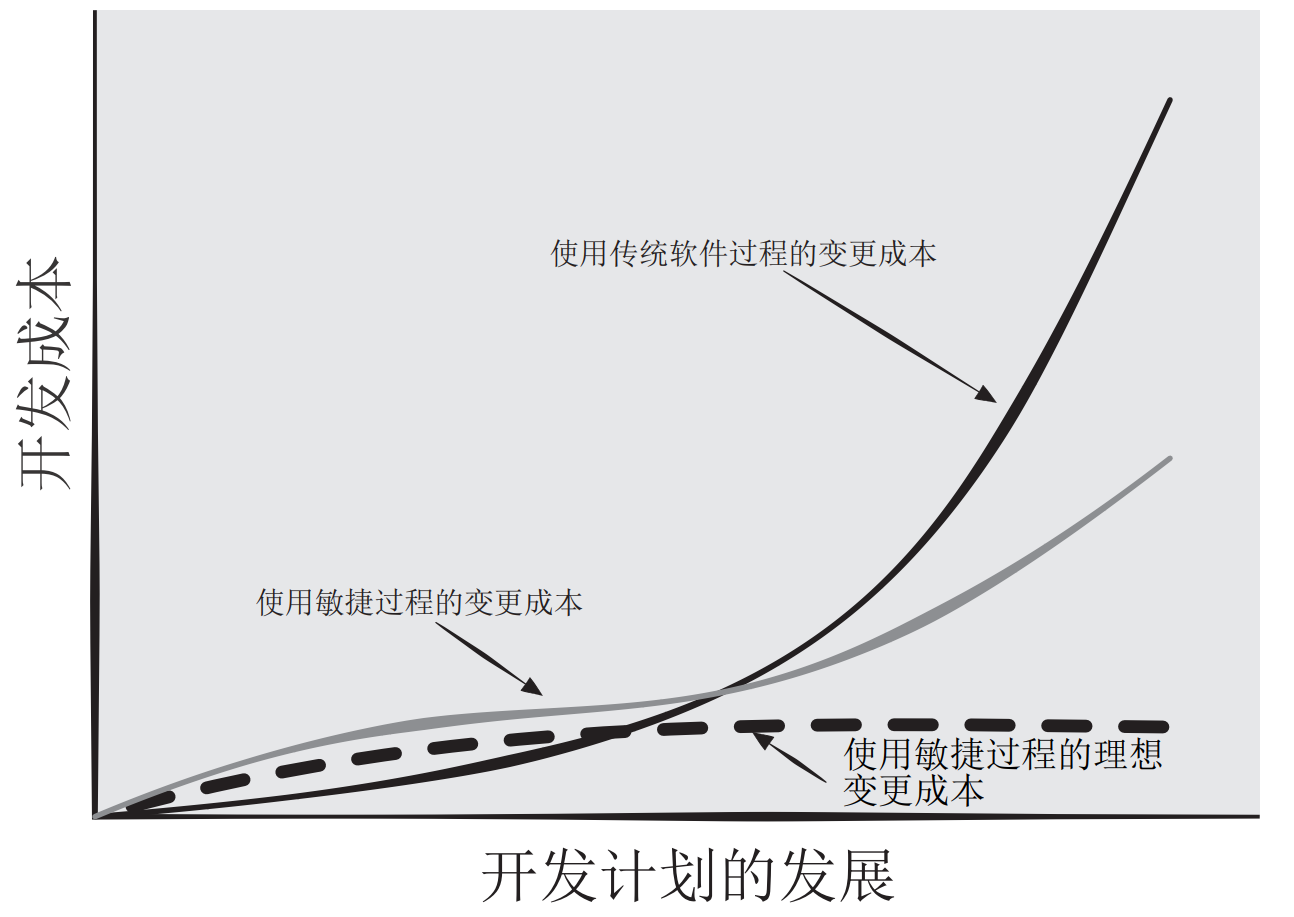 开发成本
使用传统软件过程的变更成本
使用敏捷过程的变更成本
使用敏捷过程的理想
变更成本
开发计划的发展